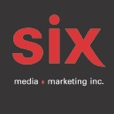 six
media + marketing inc.